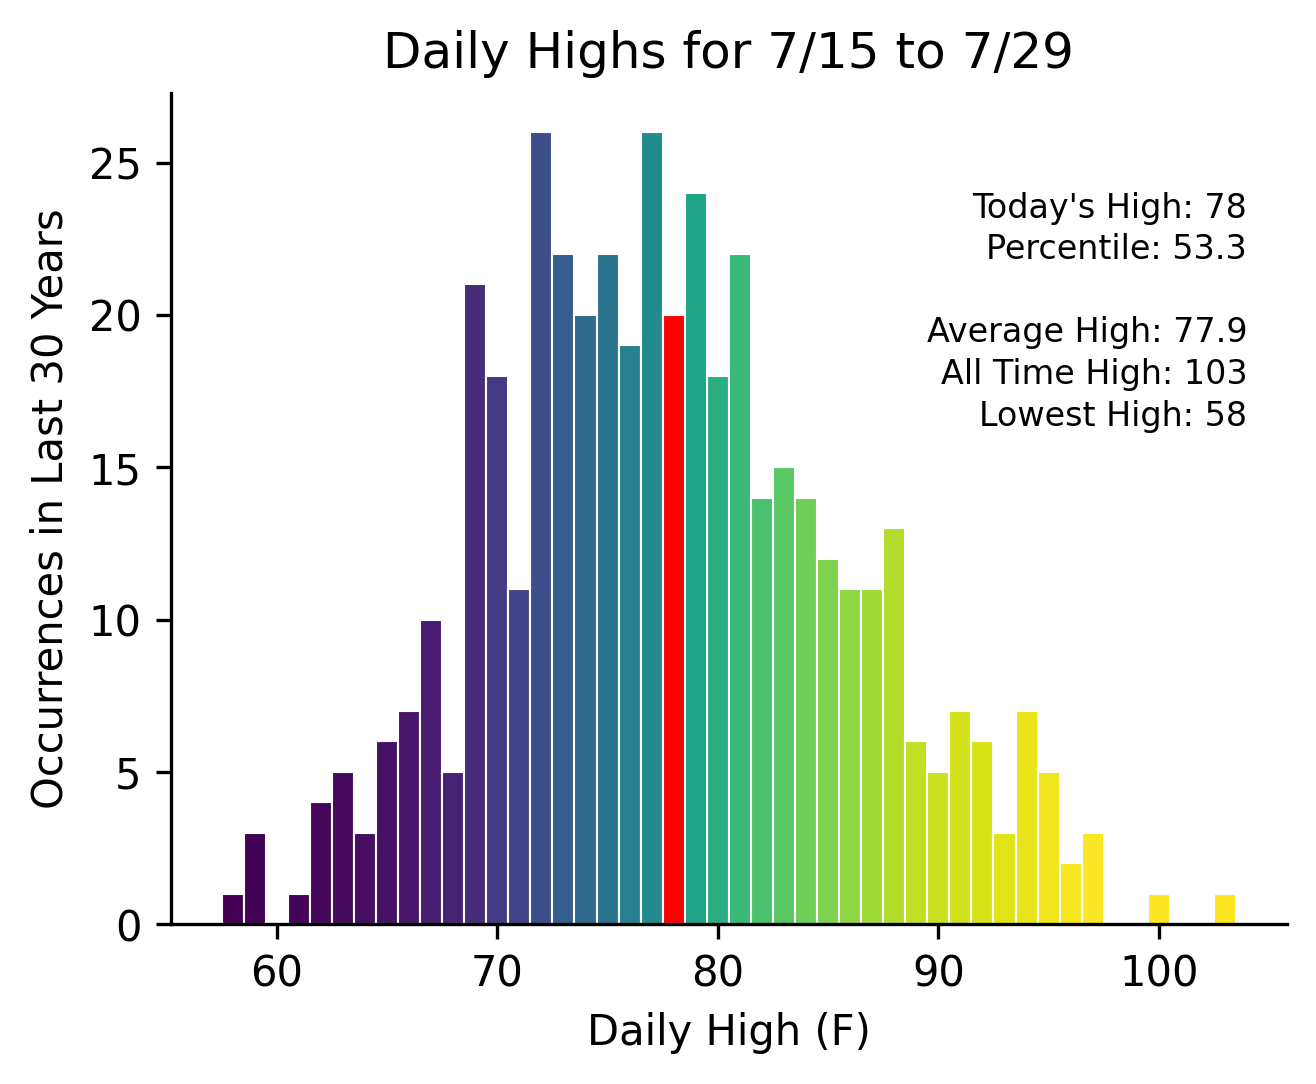 Daily Highs for 7/15 to 7/29
Occurrences in Last 30 Years
25
20
15
10
5
0
Today's High: 78
Percentile: 53.3
Average High: 77.9
All Time High: 103
Lowest High: 58
60 70 80 90 100
Daily High (F)